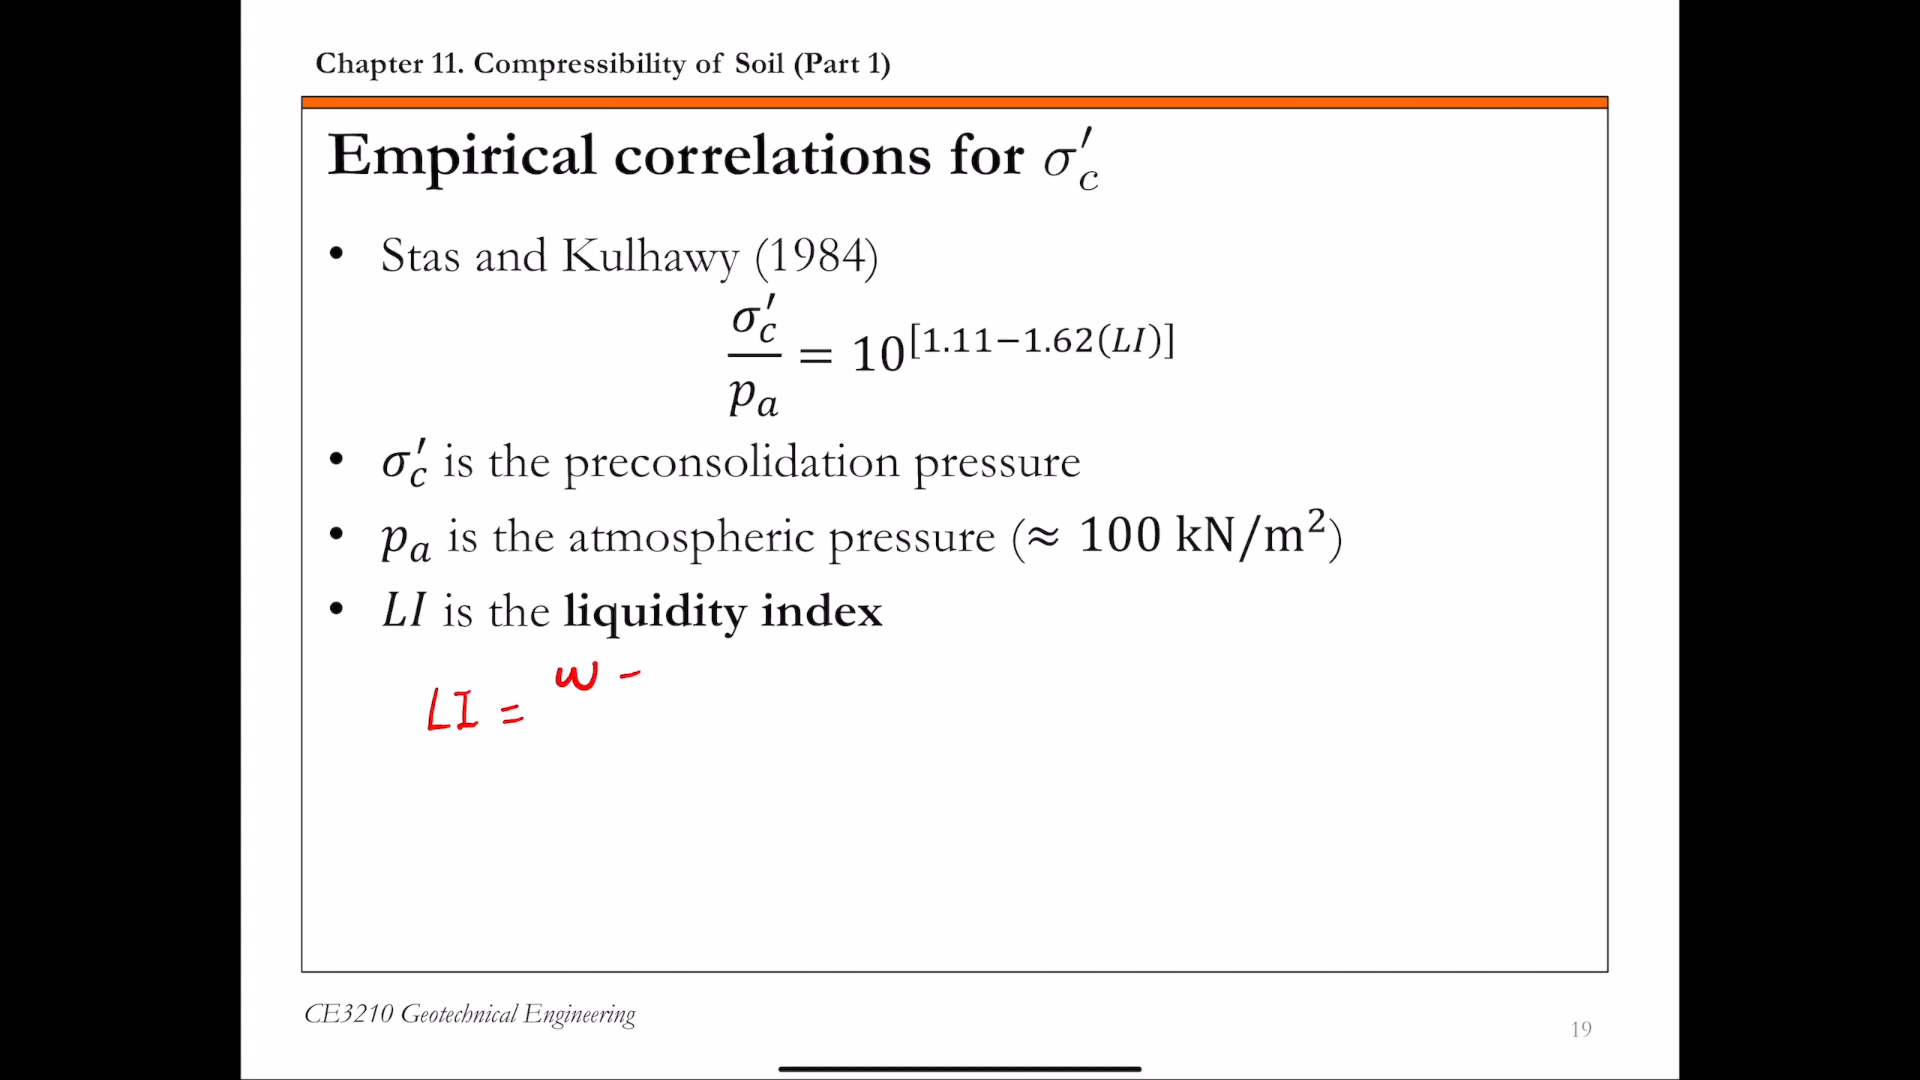 Chapter 11. Compressibility of Soil (Part 1)
Empirical correlations for σ′c
• Stas and Kulhawy (1984)
σ′c / pa = 10^[1.11−1.62(LI)]
• σ′c is the preconsolidation pressure
• pa is the atmospheric pressure (≈ 100 kN/m²)
• LI is the liquidity index
LI = w -
CE3210 Geotechnical Engineering
19